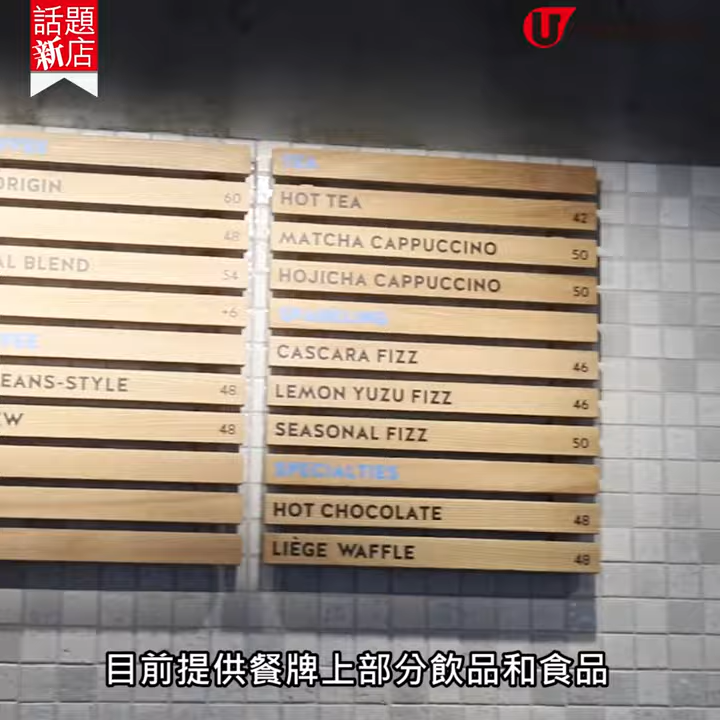 話題
新店
U
ORIGIN 60
48
AL BLEND 54
+6
EANS-STYLE 48
EW 48
TEA
HOT TEA 42
MATCHA CAPPUCCINO 50
HOJICHA CAPPUCCINO 50
SPARKLING
CASCARA FIZZ 46
LEMON YUZU FIZZ 46
SEASONAL FIZZ 50
SPECIALTIES
HOT CHOCOLATE 48
LIÈGE WAFFLE 48
目前提供餐牌上部分飲品和食品